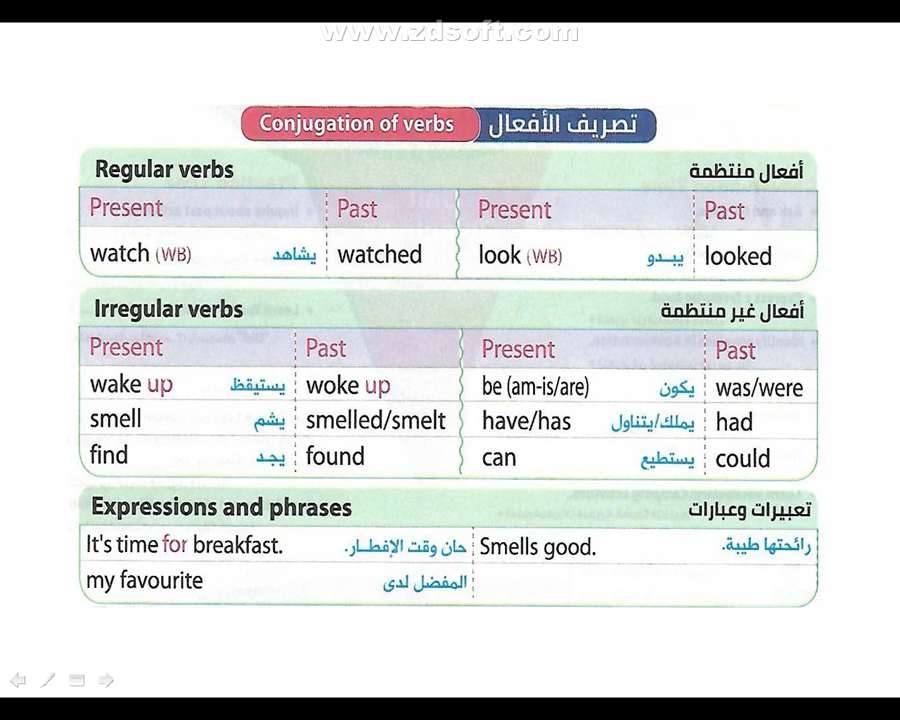 www.zdsoft.com
Conjugation of verbs تصريف الأفعال
Regular verbs أفعال منتظمة
Present Past Present Past
watch (WB) يشاهد watched look (WB) يبـدو looked
Irregular verbs أفعال غير منتظمة
Present Past Present Past
wake up يستيقظ woke up be (am-is/are) يكون was/were
smell يشم smelled/smelt have/has يملك/يتناول had
find يجـد found can يستطيع could
Expressions and phrases تعبيرات وعبارات
It's time for breakfast. حان وقت الإفطـار. Smells good. رائحتها طيبة.
my favourite المفضل لدى